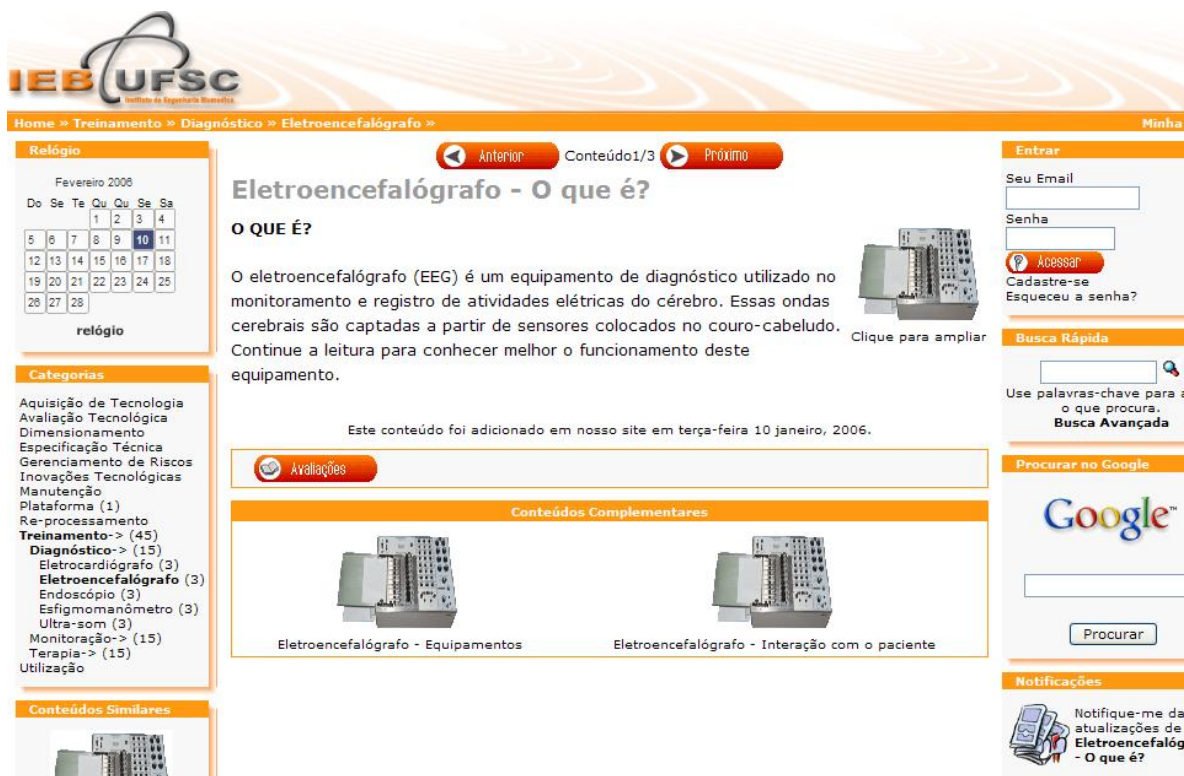 IEB UFSC
Instituto de Engenharia Biomédica
Home » Treinamento » Diagnóstico » Eletroencefalógrafo »
Minha
Relógio
Fevereiro 2006
Do Se Te Qu Qu Se Sa
1 2 3 4
5 6 7 8 9 10 11
12 13 14 15 16 17 18
19 20 21 22 23 24 25
26 27 28
relógio
Categorias
Aquisição de Tecnologia
Avaliação Tecnológica
Dimensionamento
Especificação Técnica
Gerenciamento de Riscos
Inovações Tecnológicas
Manutenção
Plataforma (1)
Re-processamento
Treinamento-> (45)
Diagnóstico-> (15)
Eletrocardiógrafo (3)
Eletroencefalógrafo (3)
Endoscópio (3)
Esfigmomanômetro (3)
Ultra-som (3)
Monitoração-> (15)
Terapia-> (15)
Utilização
Conteúdos Similares
Anterior Conteúdo1/3 Próximo
Eletroencefalógrafo - O que é?
O QUE É?
O eletroencefalógrafo (EEG) é um equipamento de diagnóstico utilizado no
monitoramento e registro de atividades elétricas do cérebro. Essas ondas
cerebrais são captadas a partir de sensores colocados no couro-cabeludo.
Continue a leitura para conhecer melhor o funcionamento deste
equipamento.
Clique para ampliar
Este conteúdo foi adicionado em nosso site em terça-feira 10 janeiro, 2006.
Avaliações
Conteúdos Complementares
Eletroencefalógrafo - Equipamentos
Eletroencefalógrafo - Interação com o paciente
Entrar
Seu Email
Senha
Acessar
Cadastre-se
Esqueceu a senha?
Busca Rápida
Use palavras-chave para a
o que procura.
Busca Avançada
Procurar no Google
Google™
Procurar
Notificações
Notifique-me da
atualizações de
Eletroencefalóg
- O que é?